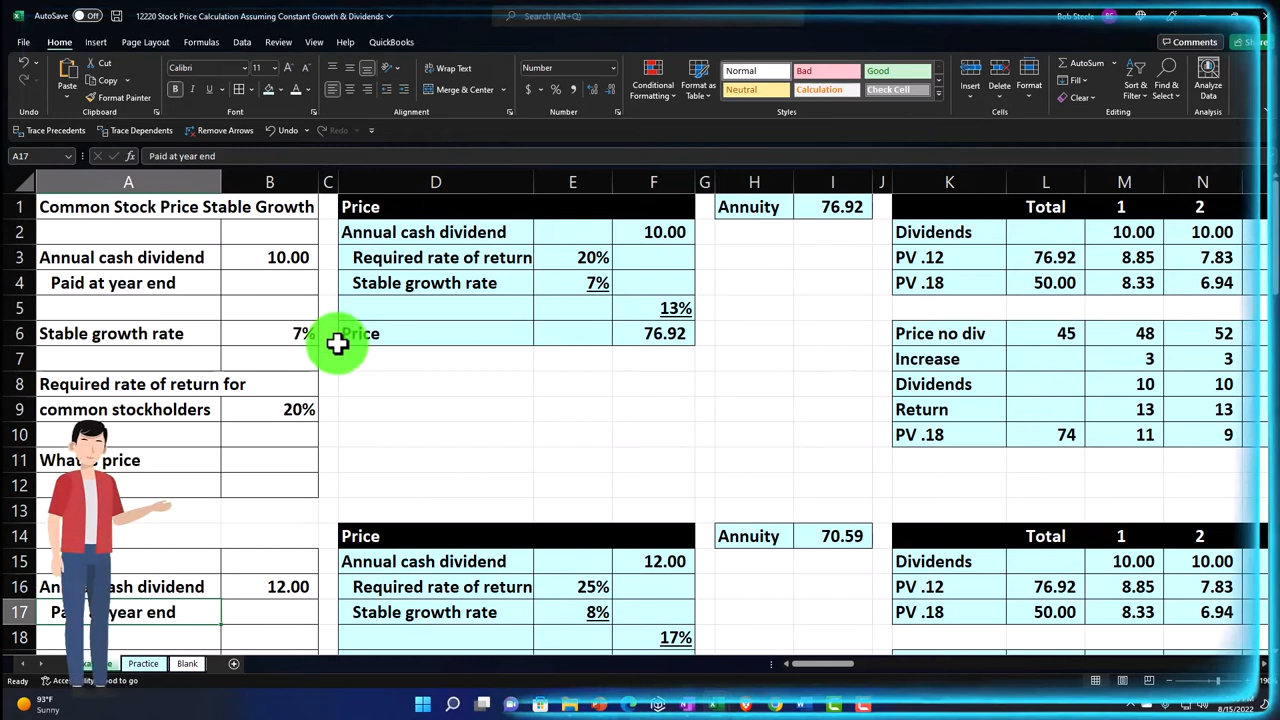 AutoSave Off 12220 Stock Price Calculation Assuming Constant Growth & Dividends Search (Alt+Q) Bob Steele
File Home Insert Page Layout Formulas Data Review View Help QuickBooks Comments Share
Paste Cut Copy Format Painter Calibri 11 Wrap Text Merge & Center Number Conditional Formatting Format as Table Normal Bad Good Neutral Calculation Check Cell Insert Delete Format AutoSum Fill Clear Sort & Filter Find & Select Analyze Data
Undo Clipboard Font Alignment Number Styles Cells Editing Analysis
Trace Precedents Trace Dependents Remove Arrows Undo Redo
A17 fx Paid at year end
A B C D E F G H I J K L M N
1 Common Stock Price Stable Growth Price Annuity 76.92 Total 1 2
2 Annual cash dividend 10.00 Dividends 10.00 10.00
3 Annual cash dividend 10.00 Required rate of return 20% PV .12 76.92 8.85 7.83
4 Paid at year end Stable growth rate 7% PV .18 50.00 8.33 6.94
5 13%
6 Stable growth rate 7% Price 76.92 Price no div 45 48 52
7 Increase 3 3
8 Required rate of return for Dividends 10 10
9 common stockholders 20% Return 13 13
10 PV .18 74 11 9
11 price
12
13
14 Price Annuity 70.59 Total 1 2
15 Annual cash dividend 12.00 Dividends 10.00 10.00
16 cash dividend 12.00 Required rate of return 25% PV .12 76.92 8.85 7.83
17 year end Stable growth rate 8% PV .18 50.00 8.33 6.94
18 17%
Practice Blank
Ready good to go
93°F
Sunny 8/15/2022